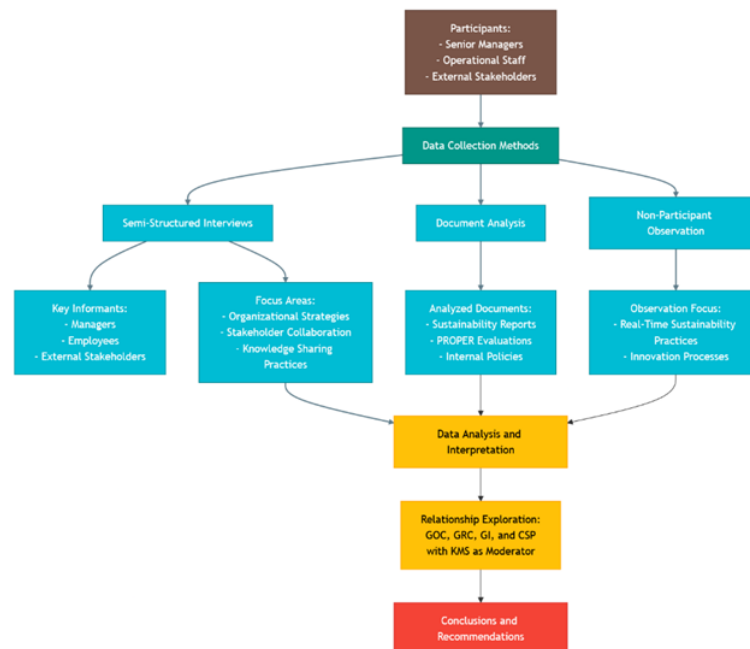 Participants:
- Senior Managers
- Operational Staff
- External Stakeholders
Data Collection Methods
Semi-Structured Interviews
Document Analysis
Non-Participant
Observation
Key Informants:
- Managers
- Employees
- External Stakeholders
Focus Areas:
- Organizational Strategies
- Stakeholder Collaboration
- Knowledge Sharing
Practices
Analyzed Documents:
- Sustainability Reports
- PROPER Evaluations
- Internal Policies
Observation Focus:
- Real-Time Sustainability
Practices
- Innovation Processes
Data Analysis and
Interpretation
Relationship Exploration:
GOC, GRC, GI, and CSP
with KMS as Moderator
Conclusions and
Recommendations